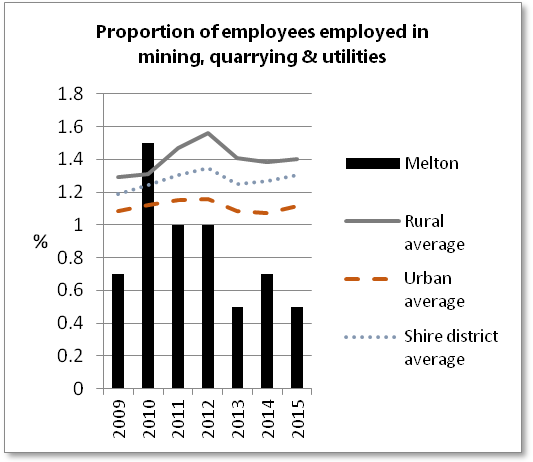 Proportion of employees employed in
mining, quarrying & utilities
1.8
1.6
1.4
1.2
1
0.8
0.6
0.4
0.2
0
%
2009
2010
2011
2012
2013
2014
2015
Melton
Rural
average
Urban
average
Shire district
average